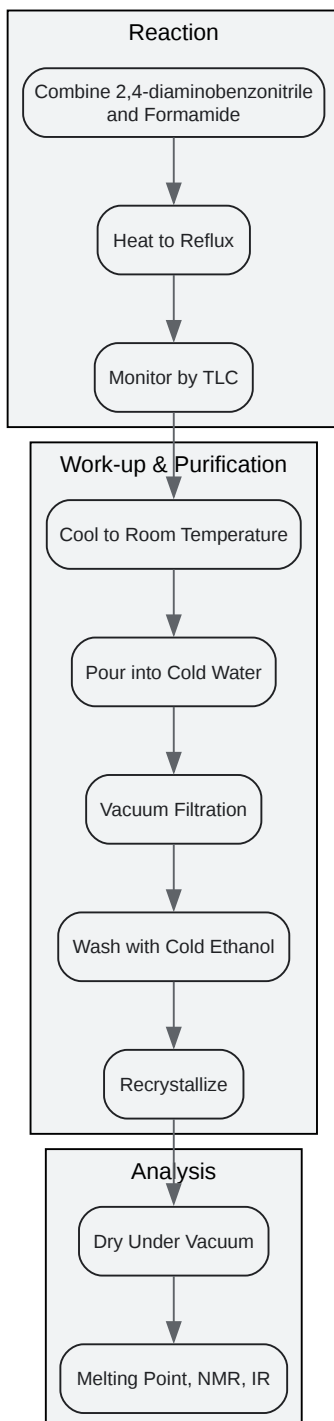 Reaction
Combine 2,4-diaminobenzonitrile
and Formamide
Heat to Reflux
Monitor by TLC
Work-up & Purification
Cool to Room Temperature
Pour into Cold Water
Vacuum Filtration
Wash with Cold Ethanol
Recrystallize
Analysis
Dry Under Vacuum
Melting Point, NMR, IR